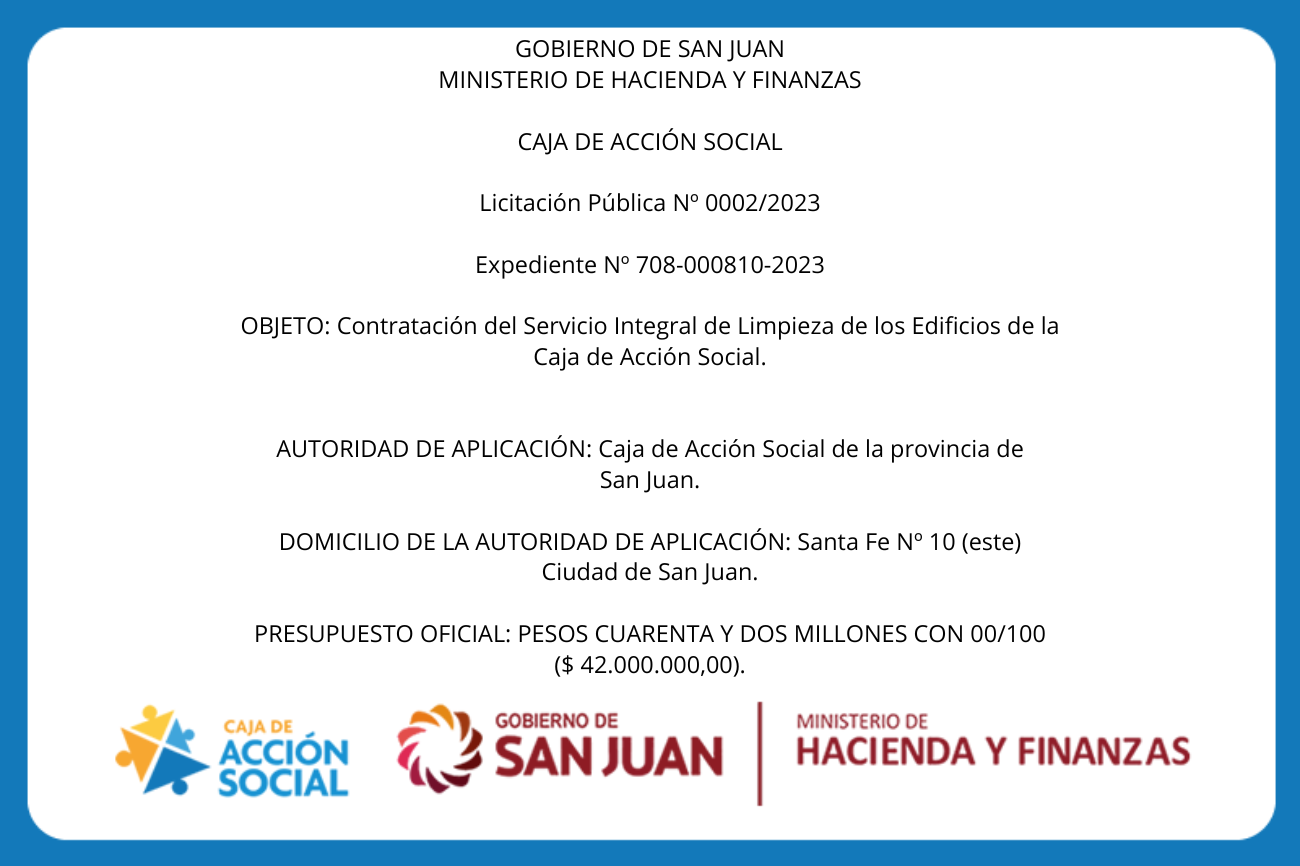 GOBIERNO DE SAN JUAN
MINISTERIO DE HACIENDA Y FINANZAS
CAJA DE ACCIÓN SOCIAL
Licitación Pública Nº 0002/2023
Expediente Nº 708-000810-2023
OBJETO: Contratación del Servicio Integral de Limpieza de los Edificios de la
Caja de Acción Social.
AUTORIDAD DE APLICACIÓN: Caja de Acción Social de la provincia de
San Juan.
DOMICILIO DE LA AUTORIDAD DE APLICACIÓN: Santa Fe Nº 10 (este)
Ciudad de San Juan.
PRESUPUESTO OFICIAL: PESOS CUARENTA Y DOS MILLONES CON 00/100
($ 42.000.000,00).
CAJA DE
ACCIÓN
SOCIAL
GOBIERNO DE
SAN JUAN
MINISTERIO DE
HACIENDA Y FINANZAS